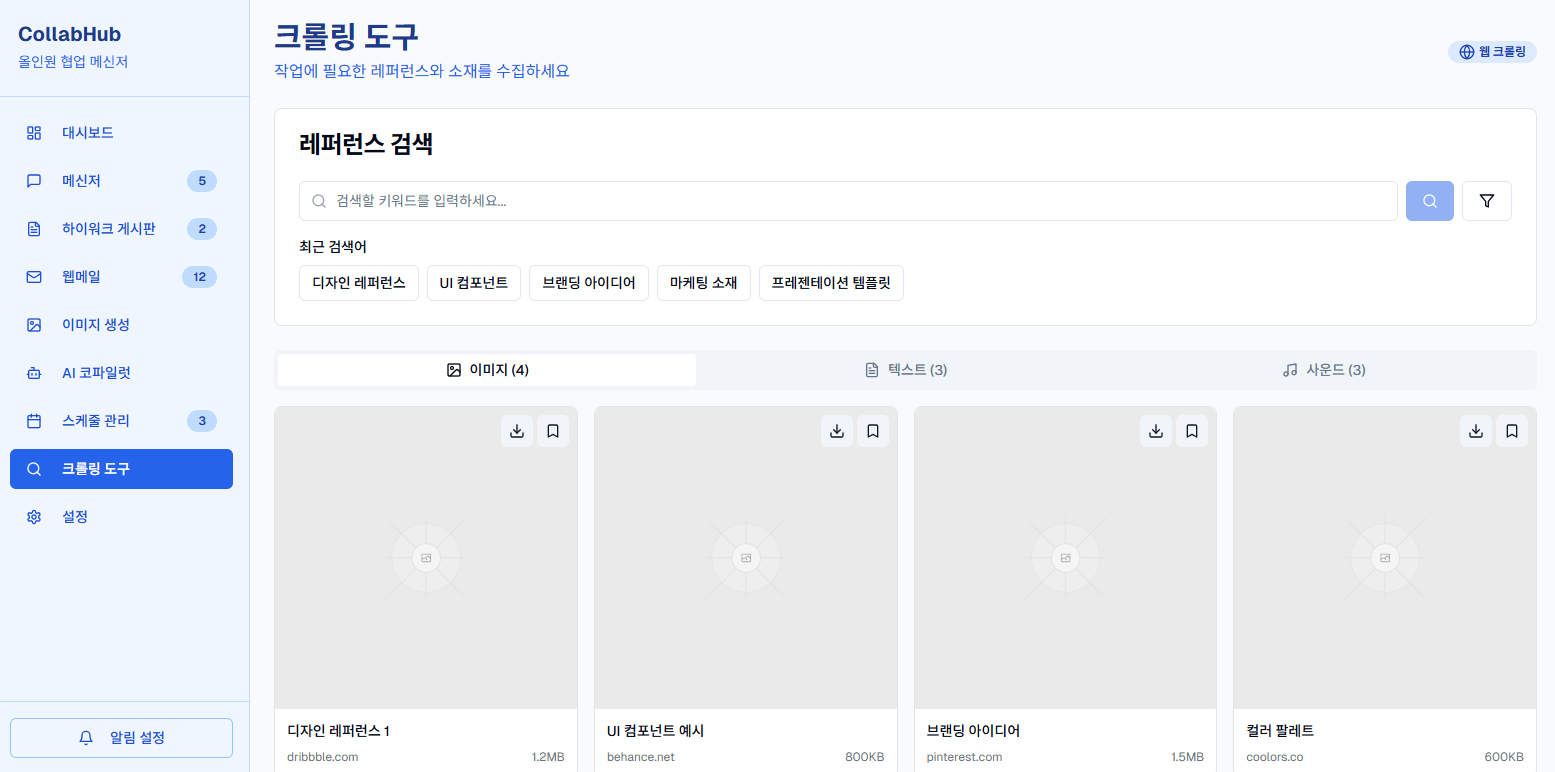 CollabHub
올인원 협업 메신저
대시보드
메신저 5
하이워크 게시판 2
웹메일 12
이미지 생성
AI 코파일럿
스케줄 관리 3
크롤링 도구
설정
알림 설정
크롤링 도구
작업에 필요한 레퍼런스와 소재를 수집하세요
웹 크롤링
레퍼런스 검색
검색할 키워드를 입력하세요...
최근 검색어
디자인 레퍼런스 UI 컴포넌트 브랜딩 아이디어 마케팅 소재 프레젠테이션 템플릿
이미지 (4) 텍스트 (3) 사운드 (3)
디자인 레퍼런스 1
dribbble.com 1.2MB
UI 컴포넌트 예시
behance.net 800KB
브랜딩 아이디어
pinterest.com 1.5MB
컬러 팔레트
coolors.co 600KB